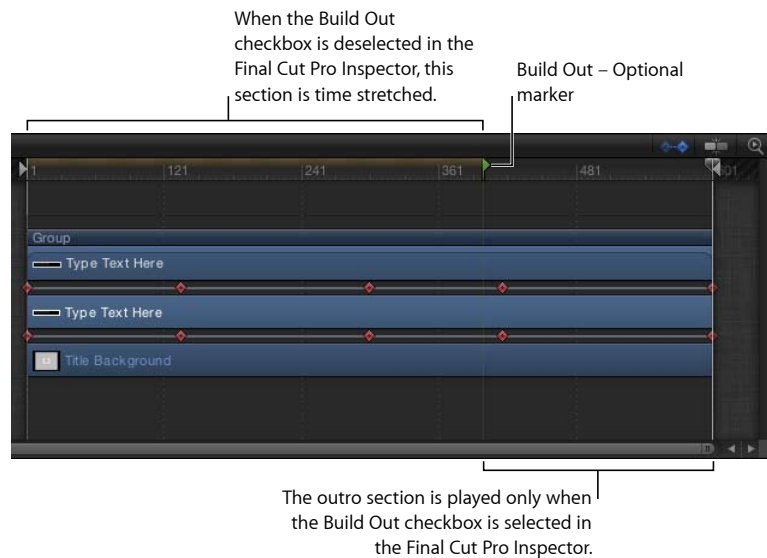 When the Build Out
checkbox is deselected in the
Final Cut Pro Inspector, this
section is time stretched.
Build Out – Optional
marker
1 121 241 361 481 601
Group
Type Text Here
Type Text Here
Title Background
The outro section is played only when
the Build Out checkbox is selected in
the Final Cut Pro Inspector.